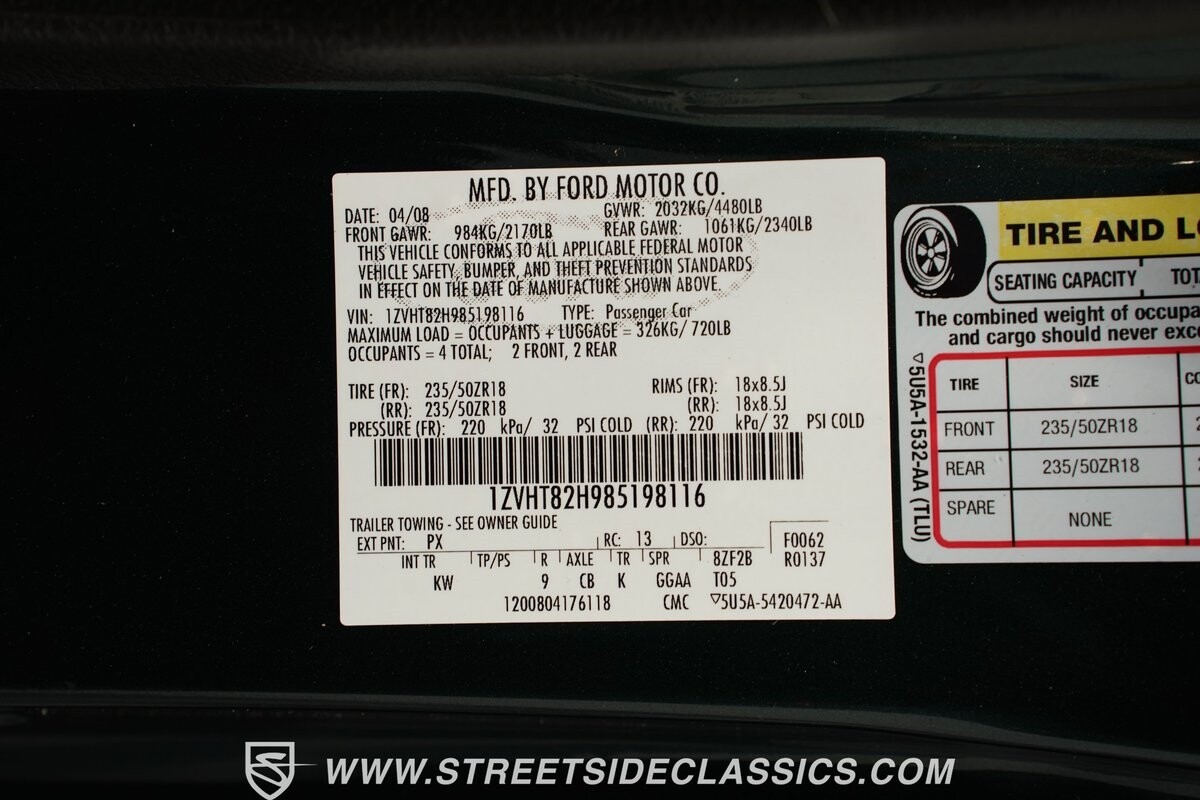 MFD. BY FORD MOTOR CO.
DATE: 04/08 GVWR: 2032KG/4480LB
FRONT GAWR: 984KG/2170LB REAR GAWR: 1061KG/2340LB
THIS VEHICLE CONFORMS TO ALL APPLICABLE FEDERAL MOTOR
VEHICLE SAFETY, BUMPER, AND THEFT PREVENTION STANDARDS
IN EFFECT ON THE DATE OF MANUFACTURE SHOWN ABOVE.
VIN: 1ZVHT82H985198116 TYPE: Passenger Car
MAXIMUM LOAD = OCCUPANTS + LUGGAGE = 326KG/ 720LB
OCCUPANTS = 4 TOTAL; 2 FRONT, 2 REAR
TIRE (FR): 235/50ZR18 RIMS (FR): 18x8.5J
(RR): 235/50ZR18 (RR): 18x8.5J
PRESSURE (FR): 220 kPa/ 32 PSI COLD (RR): 220 kPa/ 32 PSI COLD
1ZVHT82H985198116
TRAILER TOWING - SEE OWNER GUIDE
EXT PNT: PX RC: 13 DSO: F0062
INT TR TP/PS R AXLE TR SPR 8ZF2B R0137
KW 9 CB K GGAA T05
1200804176118 CMC ▽5U5A-5420472-AA
TIRE AND
SEATING CAPACITY
The combined weight of
and cargo should never
▽5U5A-1532-AA (TLU)
TIRE SIZE
FRONT 235/50ZR18
REAR 235/50ZR18
SPARE NONE
WWW.STREETSIDECLASSICS.COM